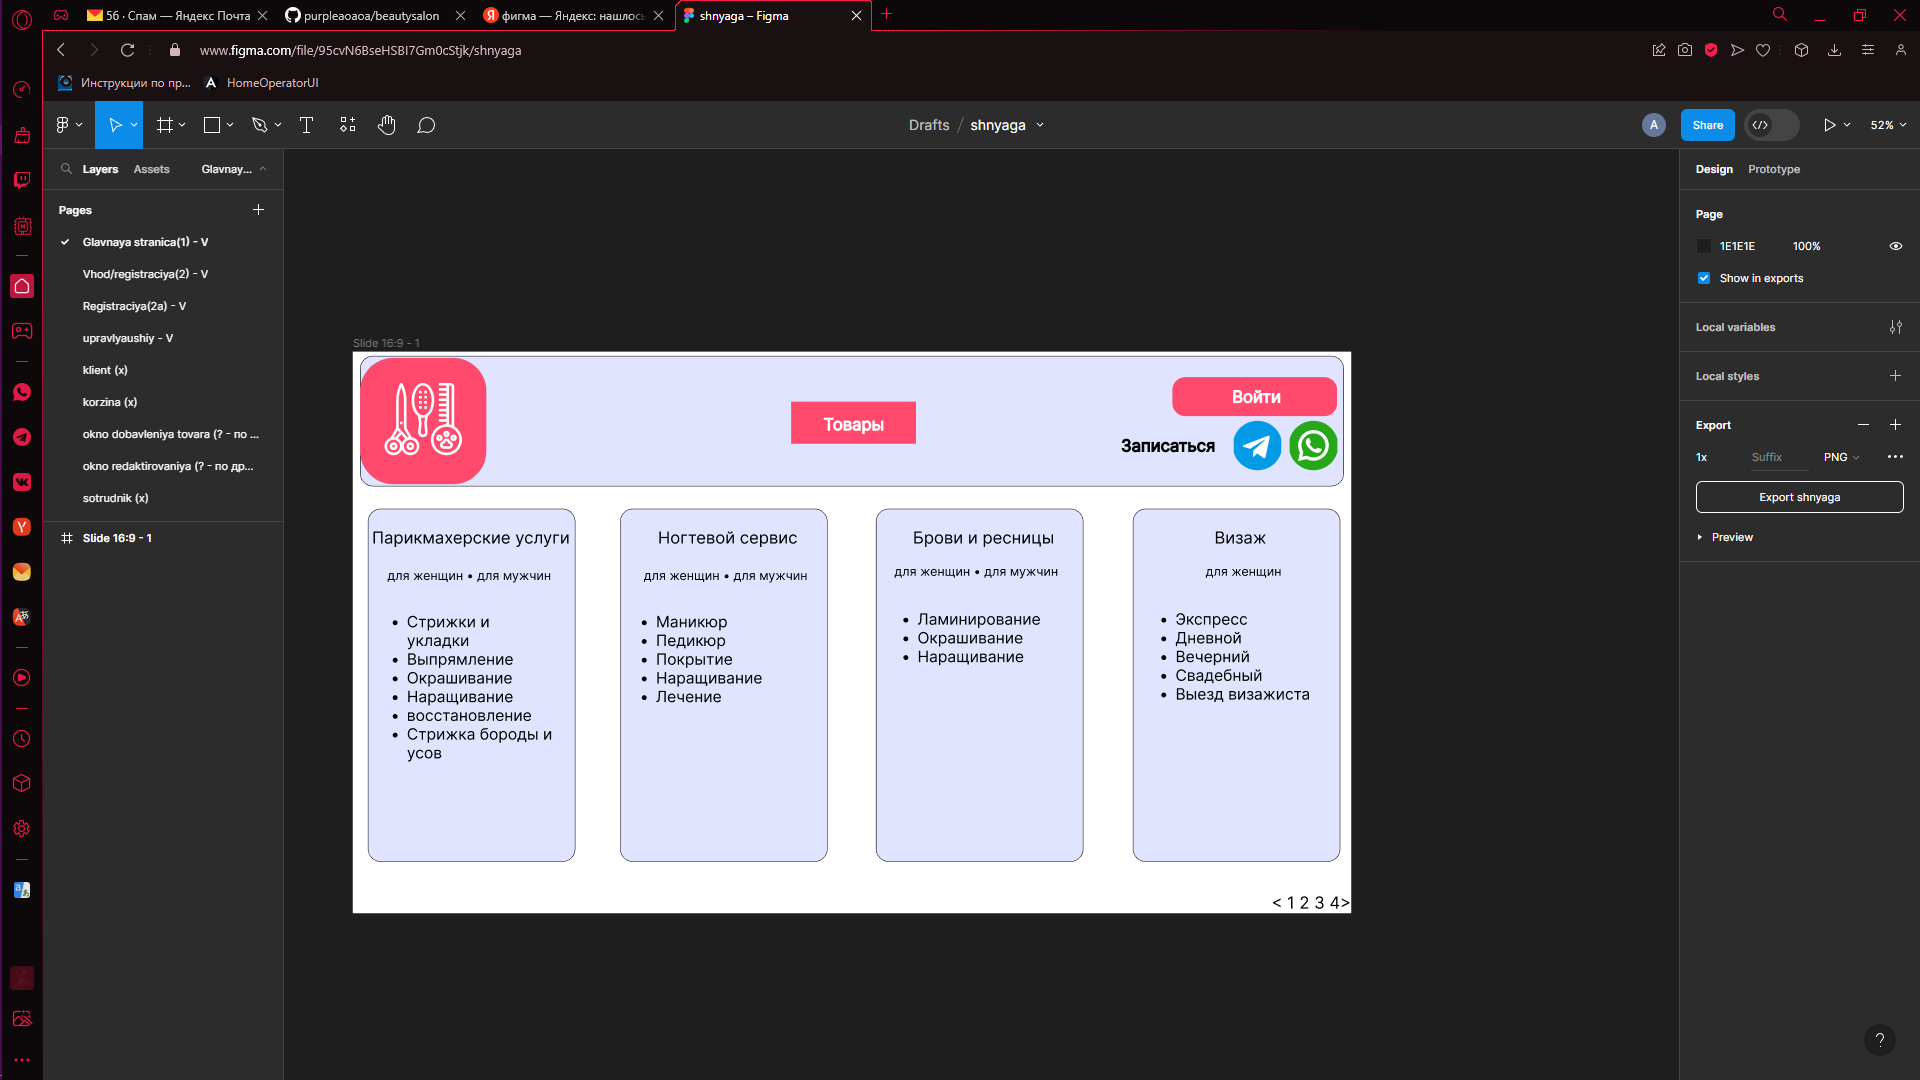 56 · Спам — Яндекс Почта
purpleaoaoa/beautysalon
фигма — Яндекс: нашлось
shnyaga – Figma
www.figma.com/file/95cvN6BseHSBI7Gm0cStjk/shnyaga
Инструкции по пр...
HomeOperatorUI
Drafts / shnyaga
A
Share
52%
Layers
Assets
Glavnay...
Pages
Glavnaya stranica(1) - V
Vhod/registraciya(2) - V
Registraciya(2a) - V
upravlyaushiy - V
klient (x)
korzina (x)
okno dobavleniya tovara (? - по ...
okno redaktirovaniya (? - по др...
sotrudnik (x)
Slide 16:9 - 1
Slide 16:9 - 1
Товары
Войти
Записаться
Парикмахерские услуги
для женщин • для мужчин
• Стрижки и
укладки
• Выпрямление
• Окрашивание
• Наращивание
• восстановление
• Стрижка бороды и
усов
Ногтевой сервис
для женщин • для мужчин
• Маникюр
• Педикюр
• Покрытие
• Наращивание
• Лечение
Брови и ресницы
для женщин • для мужчин
• Ламинирование
• Окрашивание
• Наращивание
Визаж
для женщин
• Экспресс
• Дневной
• Вечерний
• Свадебный
• Выезд визажиста
< 1 2 3 4>
Design
Prototype
Page
1E1E1E
100%
Show in exports
Local variables
Local styles
Export
1x
Suffix
PNG
Export shnyaga
Preview
?